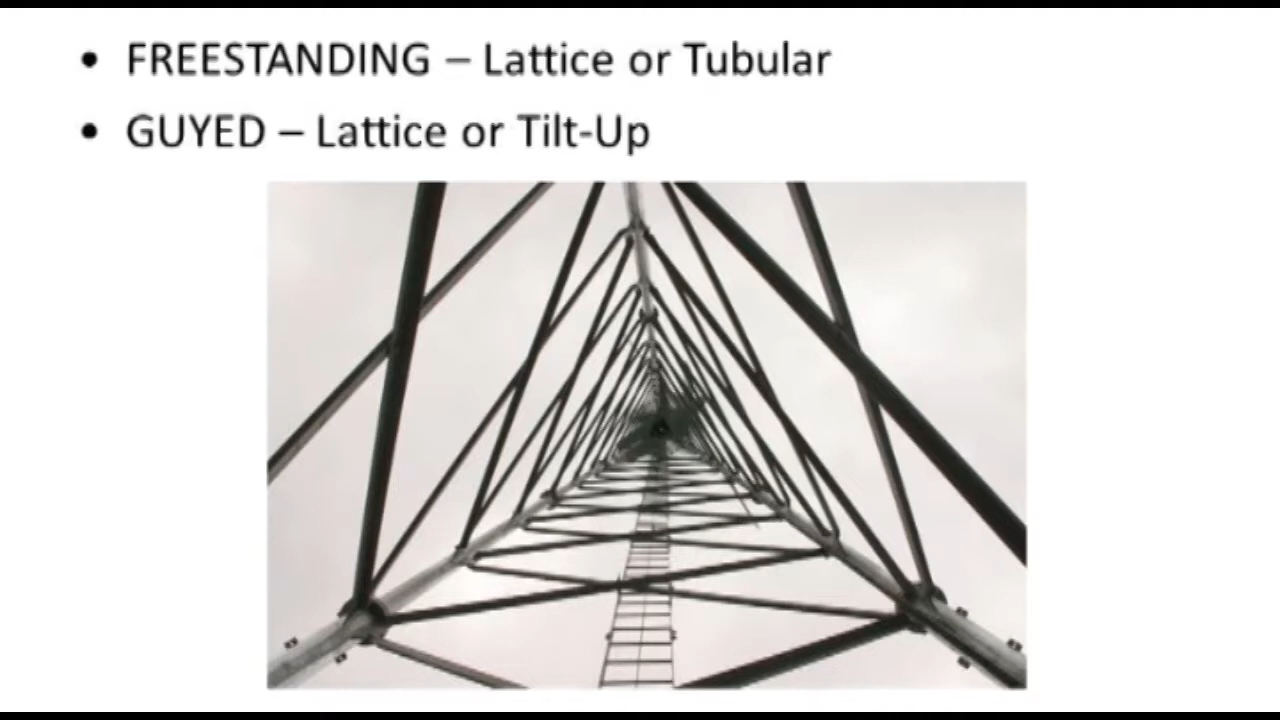 • FREESTANDING – Lattice or Tubular
• GUYED – Lattice or Tilt-Up